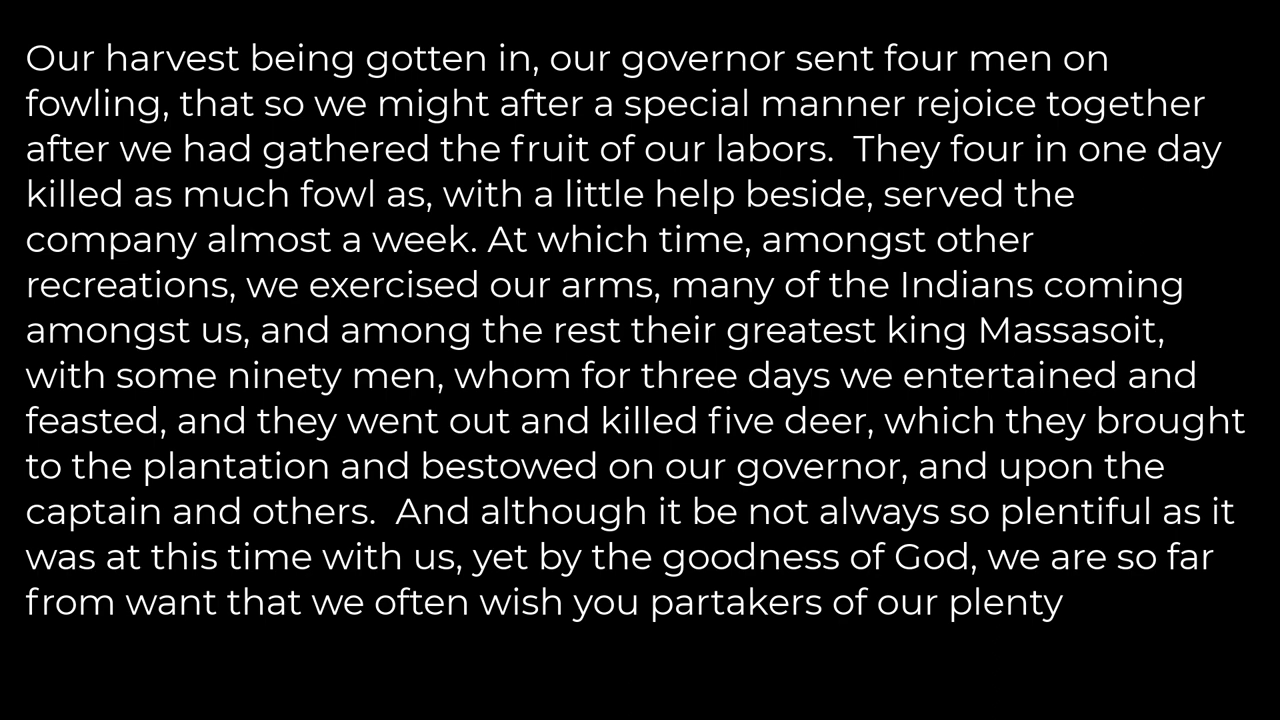 Our harvest being gotten in, our governor sent four men on
fowling, that so we might after a special manner rejoice together
after we had gathered the fruit of our labors.  They four in one day
killed as much fowl as, with a little help beside, served the
company almost a week. At which time, amongst other
recreations, we exercised our arms, many of the Indians coming
amongst us, and among the rest their greatest king Massasoit,
with some ninety men, whom for three days we entertained and
feasted, and they went out and killed five deer, which they brought
to the plantation and bestowed on our governor, and upon the
captain and others.  And although it be not always so plentiful as it
was at this time with us, yet by the goodness of God, we are so far
from want that we often wish you partakers of our plenty